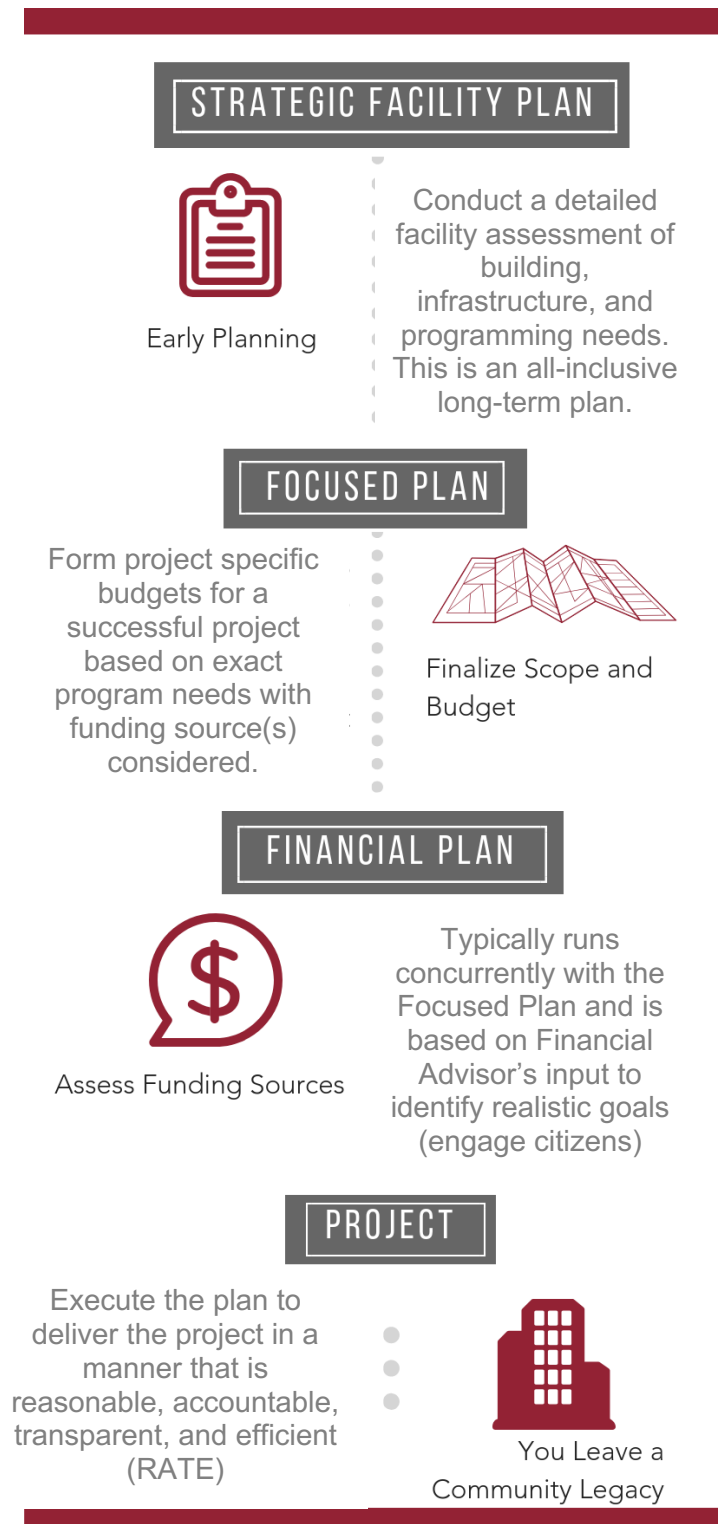 STRATEGIC FACILITY PLAN
Early Planning
Conduct a detailed
facility assessment of
building,
infrastructure, and
programming needs.
This is an all-inclusive
long-term plan.
FOCUSED PLAN
Form project specific
budgets for a
successful project
based on exact
program needs with
funding source(s)
considered.
Finalize Scope and
Budget
FINANCIAL PLAN
$
Assess Funding Sources
Typically runs
concurrently with the
Focused Plan and is
based on Financial
Advisor’s input to
identify realistic goals
(engage citizens)
PROJECT
Execute the plan to
deliver the project in a
manner that is
reasonable, accountable,
transparent, and efficient
(RATE)
You Leave a
Community Legacy